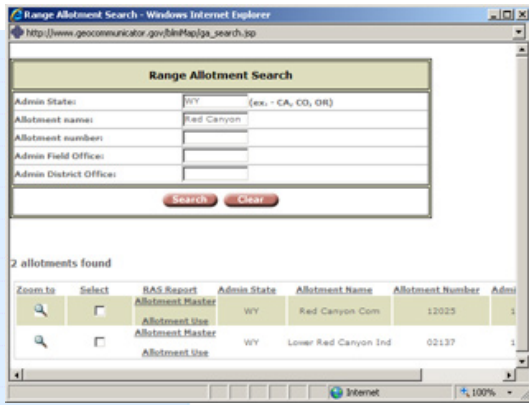 Range Allotment Search - Windows Internet Explorer
http://www.geocommunicator.gov/blmMap/ga_search.jsp
Range Allotment Search
Admin State: WY (ex. - CA, CO, OR)
Allotment name: Red Canyon
Allotment number:
Admin Field Office:
Admin District Office:
Search Clear
2 allotments found
Zoom to Select RAS Report Admin State Allotment Name Allotment Number Admi
Allotment Master
WY Red Canyon Com 12025 1
Allotment Use
Allotment Master
WY Lower Red Canyon Ind 02137 1
Allotment Use
Internet 100%